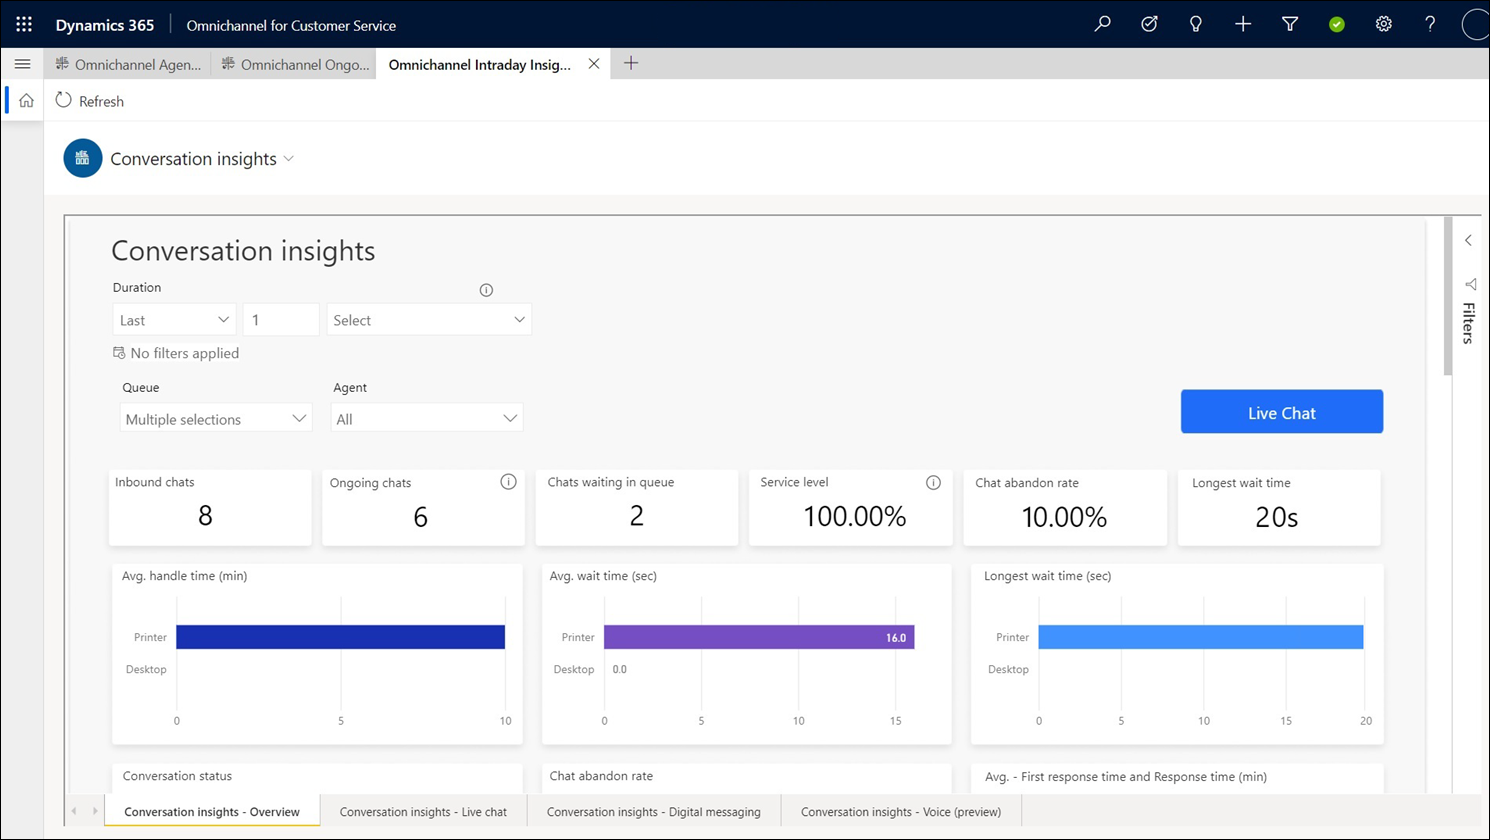 Dynamics 365 Omnichannel for Customer Service
Omnichannel Agen... Omnichannel Ongo... Omnichannel Intraday Insig...
Refresh
Conversation insights
Conversation insights
Duration
Last 1 Select
No filters applied
Queue Agent
Multiple selections All
Live Chat
Filters
Inbound chats
8
Ongoing chats
6
Chats waiting in queue
2
Service level
100.00%
Chat abandon rate
10.00%
Longest wait time
20s
Avg. handle time (min)
Printer
Desktop
0 5 10
Avg. wait time (sec)
Printer 16.0
Desktop 0.0
0 5 10 15
Longest wait time (sec)
Printer
Desktop
0 5 10 15 20
Conversation status
Chat abandon rate
Avg. - First response time and Response time (min)
Conversation insights - Overview Conversation insights - Live chat Conversation insights - Digital messaging Conversation insights - Voice (preview)